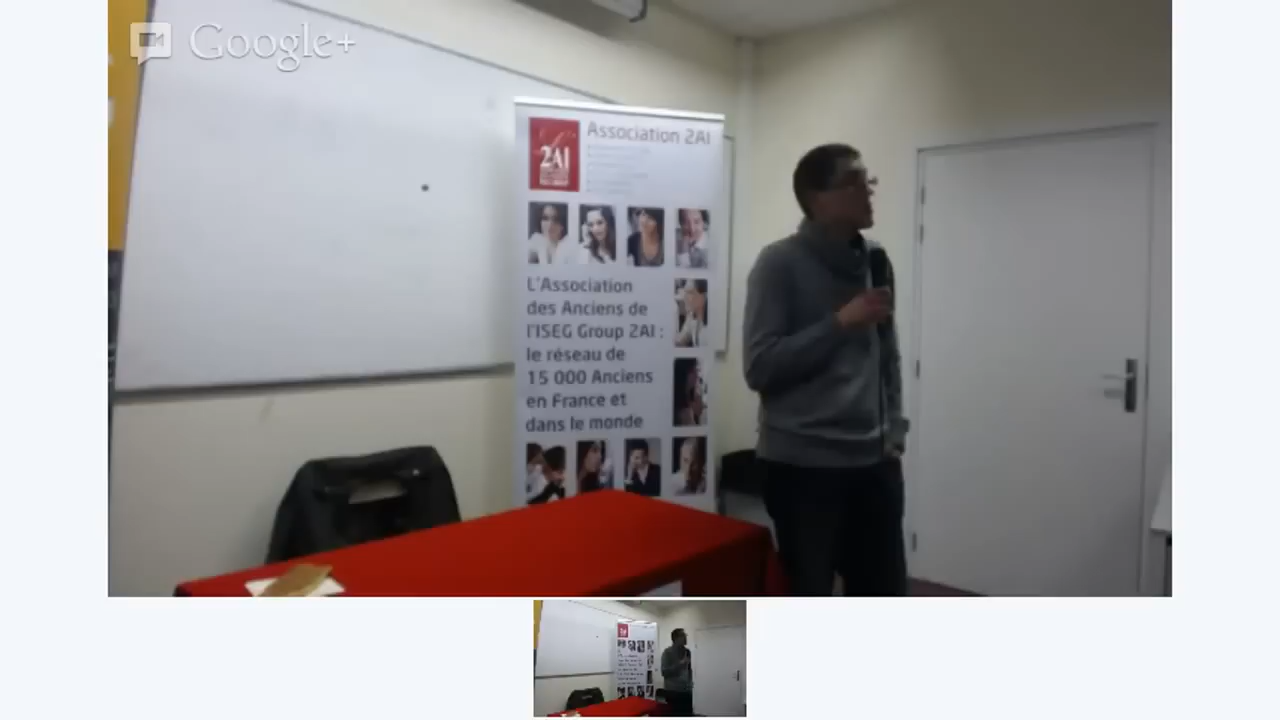 Google+
Association 2AI
2AI
L'Association
des Anciens de
l'ISEG Group 2AI :
le réseau de
15 000 Anciens
en France et
dans le monde